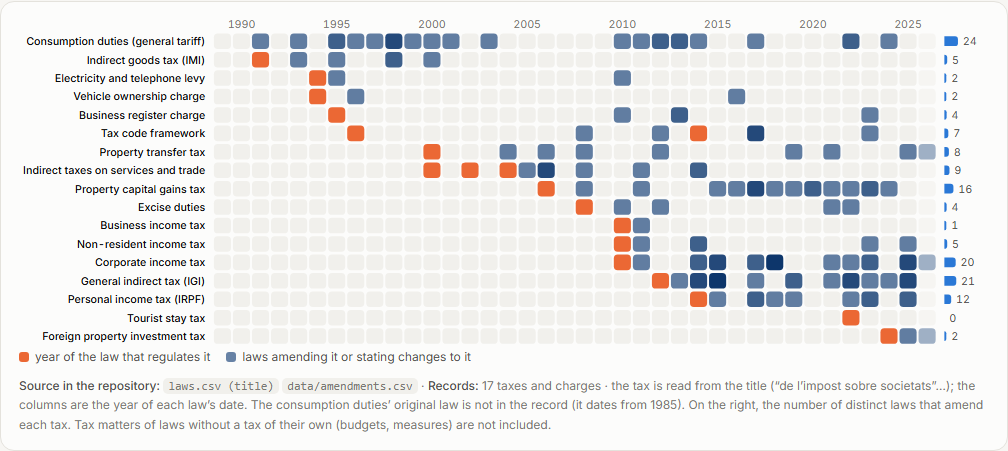 1990 1995 2000 2005 2010 2015 2020 2025
Consumption duties (general tariff) 24
Indirect goods tax (IMI) 5
Electricity and telephone levy 2
Vehicle ownership charge 2
Business register charge 4
Tax code framework 7
Property transfer tax 8
Indirect taxes on services and trade 9
Property capital gains tax 16
Excise duties 4
Business income tax 1
Non-resident income tax 5
Corporate income tax 20
General indirect tax (IGI) 21
Personal income tax (IRPF) 12
Tourist stay tax 0
Foreign property investment tax 2
year of the law that regulates it laws amending it or stating changes to it
Source in the repository: laws.csv (title) data/amendments.csv · Records: 17 taxes and charges · the tax is read from the title (“de l’impost sobre societats”…); the
columns are the year of each law’s date. The consumption duties’ original law is not in the record (it dates from 1985). On the right, the number of distinct laws that amend
each tax. Tax matters of laws without a tax of their own (budgets, measures) are not included.